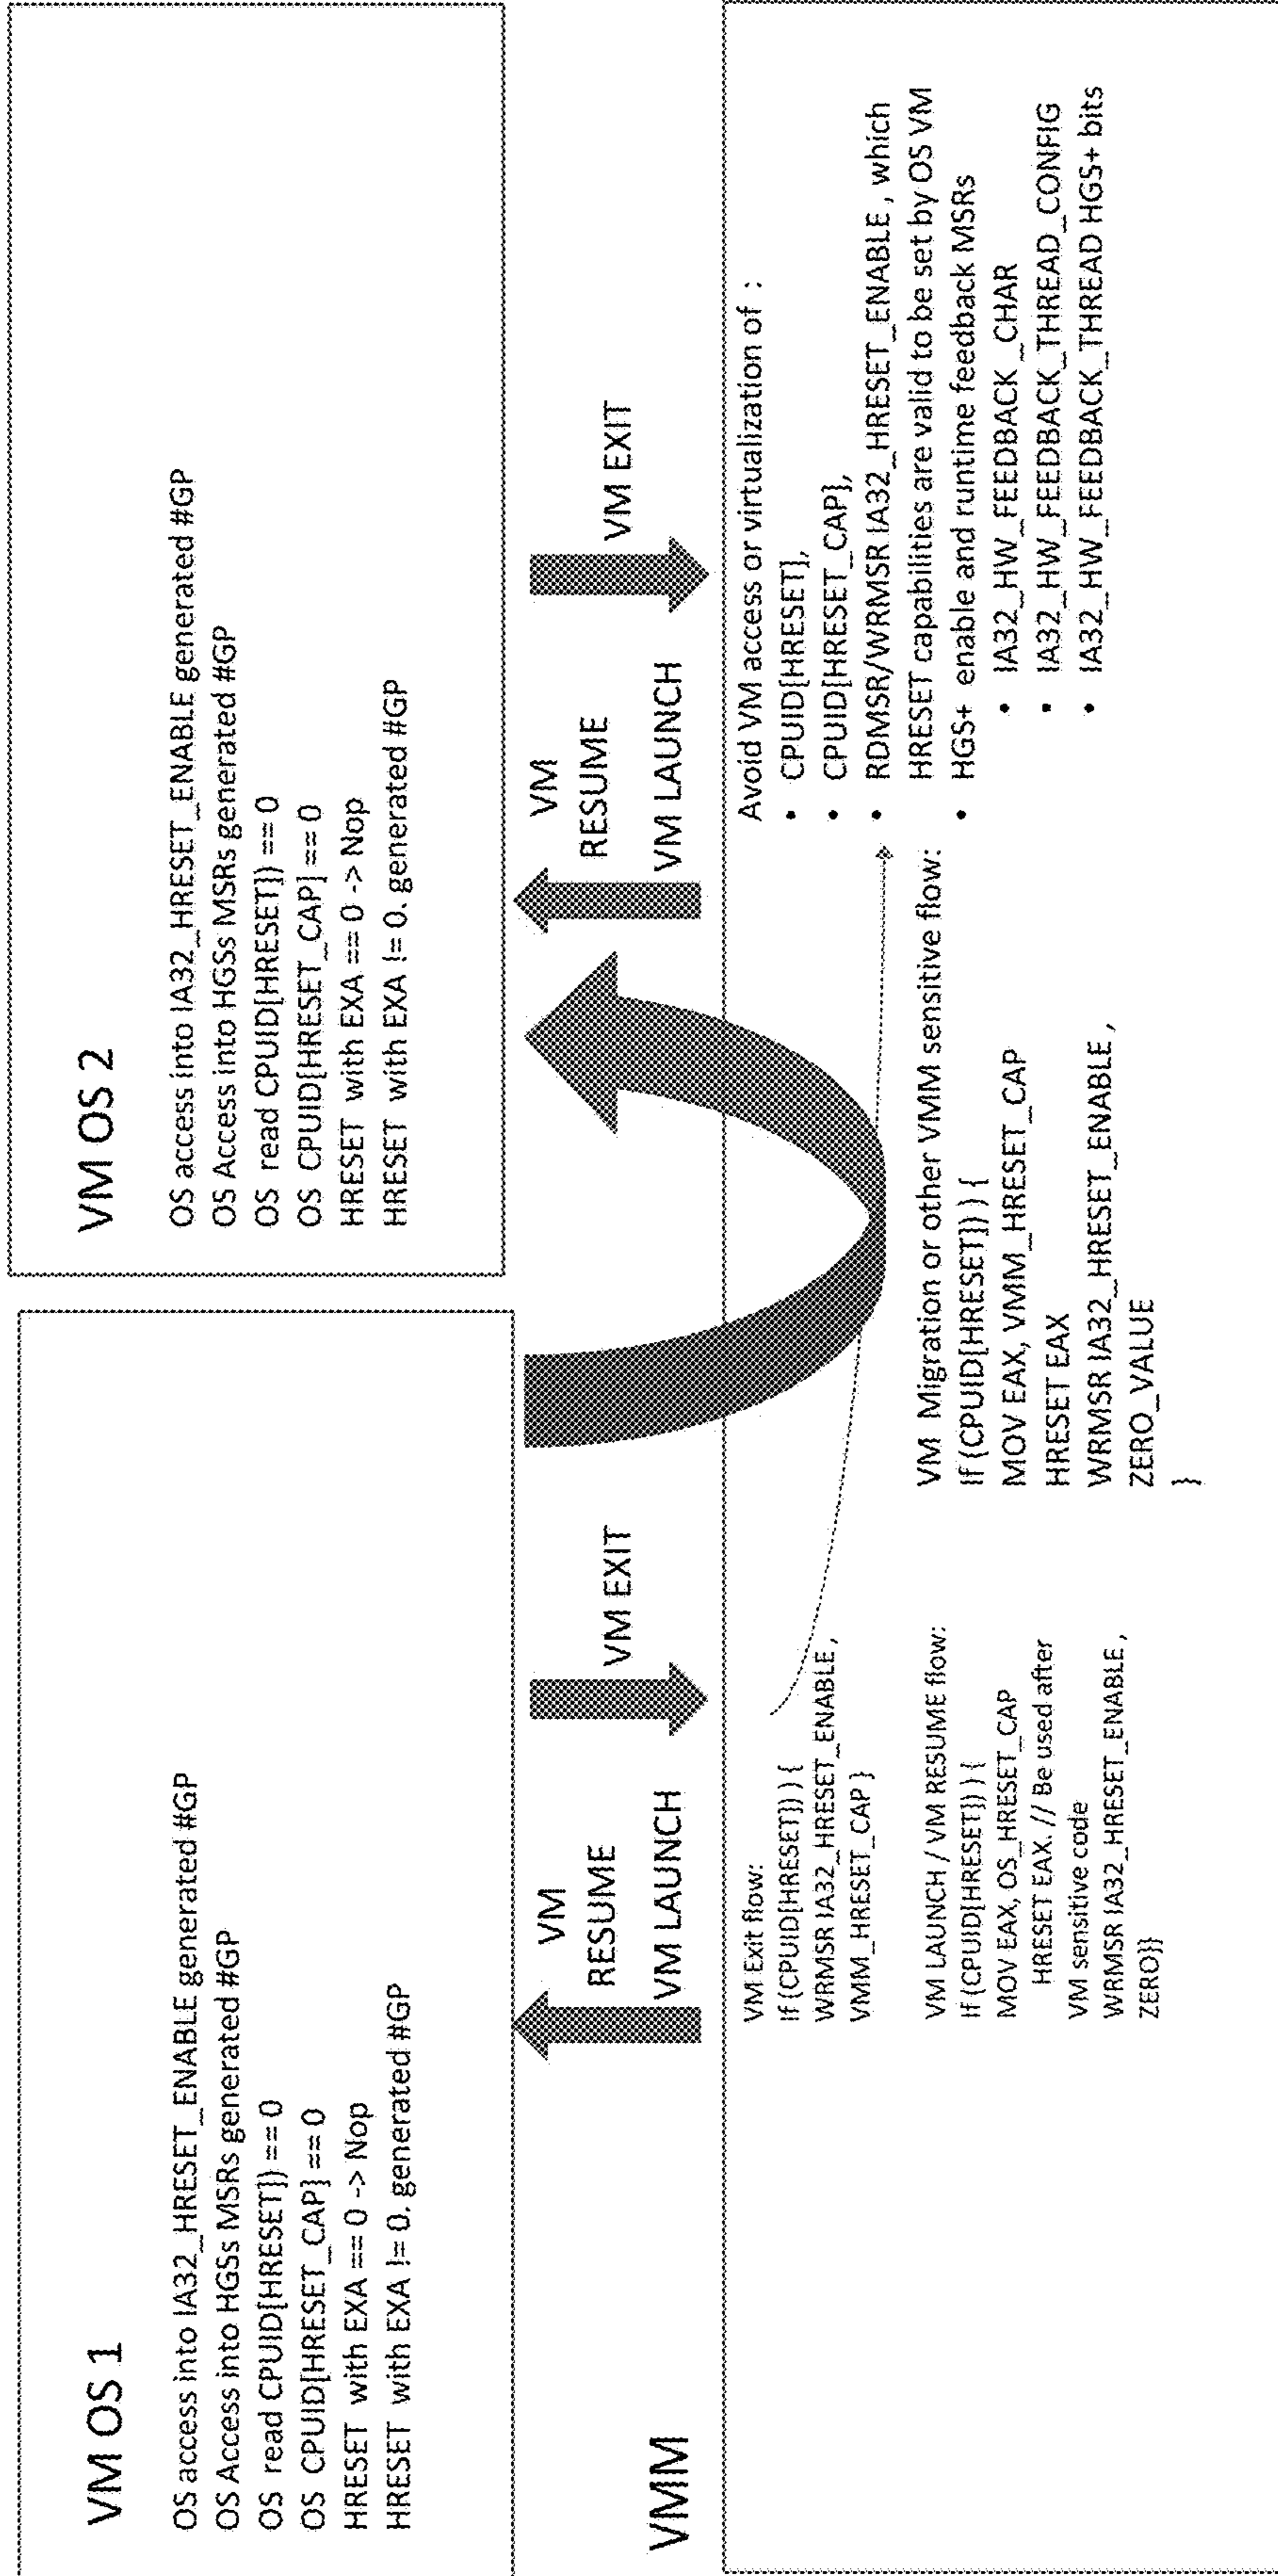 VM OS 1
OS access into IA32_HRESET_ENABLE generated #GP
OS Access into HGSs MSRs generated #GP
OS read CPUID[HRESET]) == 0
OS CPUID[HRESET_CAP] == 0
HRESET with EXA == 0 -> Nop
HRESET with EXA != 0. generated #GP
VM OS 2
OS access into IA32_HRESET_ENABLE generated #GP
OS Access into HGSs MSRs generated #GP
OS read CPUID[HRESET]) == 0
OS CPUID[HRESET_CAP] == 0
HRESET with EXA == 0 -> Nop
HRESET with EXA != 0. generated #GP
VM
RESUME
VM LAUNCH
VM EXIT
VM
RESUME
VM LAUNCH
VM EXIT
VMM
VM Exit flow:
If (CPUID[HRESET]) ) {
WRMSR IA32_HRESET_ENABLE ,
VMM_HRESET_CAP }
VM LAUNCH / VM RESUME flow:
If (CPUID[HRESET]) ) {
MOV EAX, OS_HRESET_CAP
HRESET EAX. // Be used after
VM sensitive code
WRMSR IA32_HRESET_ENABLE ,
ZERO}}
VM Migration or other VMM sensitive flow:
If (CPUID[HRESET]) ) {
MOV EAX, VMM_HRESET_CAP
HRESET EAX
WRMSR IA32_HRESET_ENABLE ,
ZERO_VALUE
}
Avoid VM access or virtualization of :
• CPUID[HRESET],
• CPUID[HRESET_CAP],
• RDMSR/WRMSR IA32_HRESET_ENABLE , which
HRESET capabilities are valid to be set by OS VM
• HGS+ enable and runtime feedback MSRs
• IA32_HW_FEEDBACK_CHAR
• IA32_HW_FEEDBACK_THREAD_CONFIG
• IA32_HW_FEEDBACK_THREAD HGS+ bits